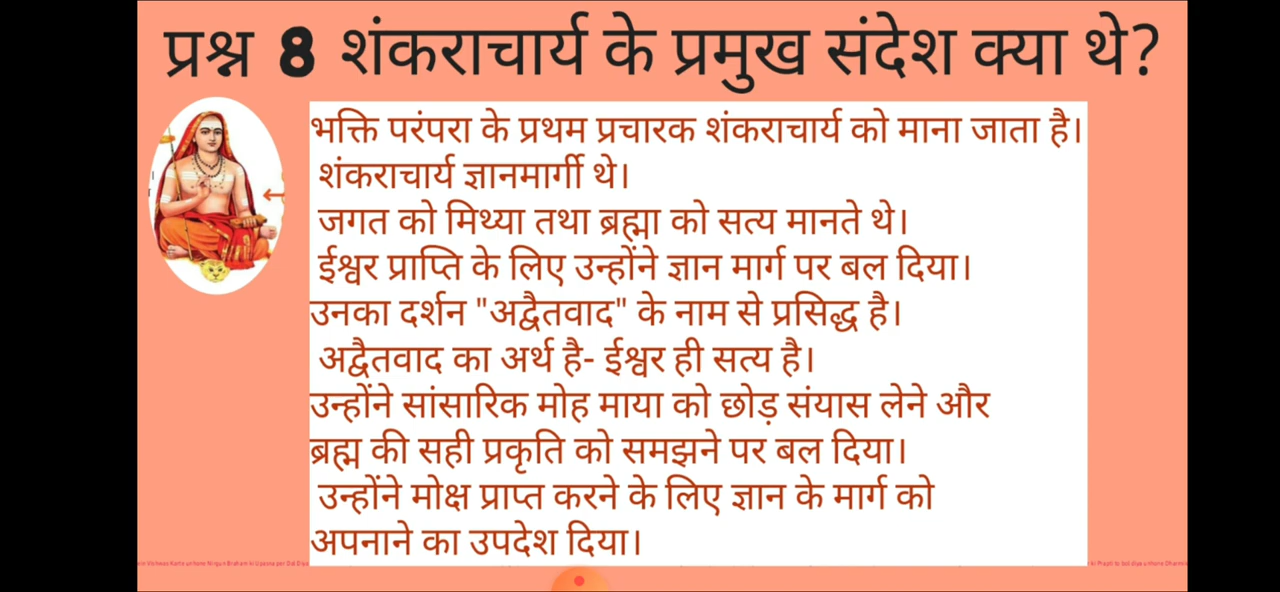 प्रश्न 8 शंकराचार्य के प्रमुख संदेश क्या थे?
भक्ति परंपरा के प्रथम प्रचारक शंकराचार्य को माना जाता है।
शंकराचार्य ज्ञानमार्गी थे।
जगत को मिथ्या तथा ब्रह्मा को सत्य मानते थे।
ईश्वर प्राप्ति के लिए उन्होंने ज्ञान मार्ग पर बल दिया।
उनका दर्शन "अद्वैतवाद" के नाम से प्रसिद्ध है।
अद्वैतवाद का अर्थ है- ईश्वर ही सत्य है।
उन्होंने सांसारिक मोह माया को छोड़ संयास लेने और
ब्रह्म की सही प्रकृति को समझने पर बल दिया।
उन्होंने मोक्ष प्राप्त करने के लिए ज्ञान के मार्ग को
अपनाने का उपदेश दिया।